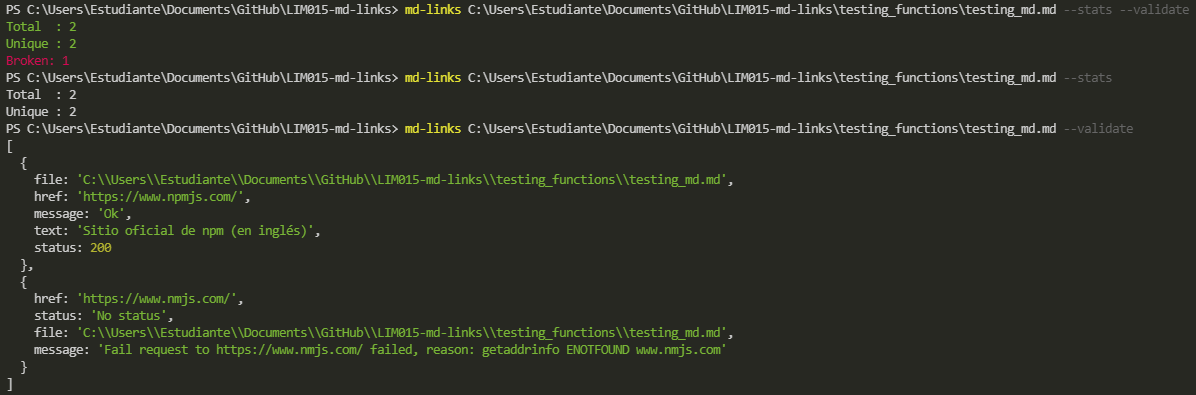 PS C:\Users\Estudiante\Documents\GitHub\LIM015-md-links> md-links C:\Users\Estudiante\Documents\GitHub\LIM015-md-links\testing_functions\testing_md.md --stats --validate
Total  : 2
Unique : 2
Broken: 1
PS C:\Users\Estudiante\Documents\GitHub\LIM015-md-links> md-links C:\Users\Estudiante\Documents\GitHub\LIM015-md-links\testing_functions\testing_md.md --stats
Total  : 2
Unique : 2
PS C:\Users\Estudiante\Documents\GitHub\LIM015-md-links> md-links C:\Users\Estudiante\Documents\GitHub\LIM015-md-links\testing_functions\testing_md.md --validate
[
  {
    file: 'C:\\Users\\Estudiante\\Documents\\GitHub\\LIM015-md-links\\testing_functions\\testing_md.md',
    href: 'https://www.npmjs.com/',
    message: 'Ok',
    text: 'Sitio oficial de npm (en inglés)',
    status: 200
  },
  {
    href: 'https://www.nmjs.com/',
    status: 'No status',
    file: 'C:\\Users\\Estudiante\\Documents\\GitHub\\LIM015-md-links\\testing_functions\\testing_md.md',
    message: 'Fail request to https://www.nmjs.com/ failed, reason: getaddrinfo ENOTFOUND www.nmjs.com'
  }
]